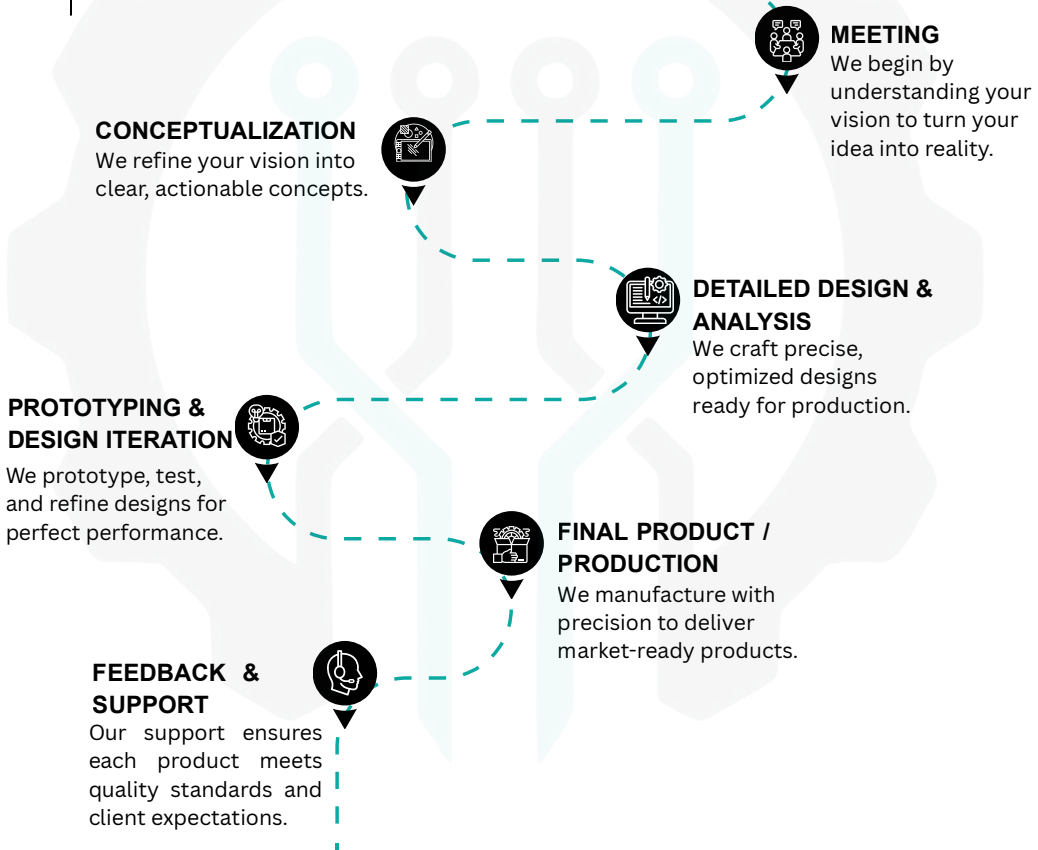 MEETING
We begin by
understanding your
vision to turn your
idea into reality.
CONCEPTUALIZATION
We refine your vision into
clear, actionable concepts.
DETAILED DESIGN &
ANALYSIS
We craft precise,
optimized designs
ready for production.
PROTOTYPING &
DESIGN ITERATION
We prototype, test,
and refine designs for
perfect performance.
FINAL PRODUCT /
PRODUCTION
We manufacture with
precision to deliver
market-ready products.
FEEDBACK &
SUPPORT
Our support ensures
each product meets
quality standards and
client expectations.